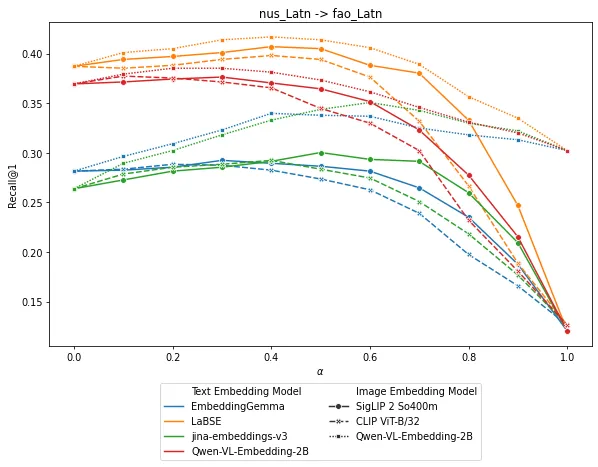 nus_Latn -> fao_Latn
Recall@1
0.40
0.35
0.30
0.25
0.20
0.15
0.0 0.2 0.4 0.6 0.8 1.0
α
Text Embedding Model
EmbeddingGemma
LaBSE
jina-embeddings-v3
Qwen-VL-Embedding-2B
Image Embedding Model
SigLIP 2 So400m
CLIP ViT-B/32
Qwen-VL-Embedding-2B